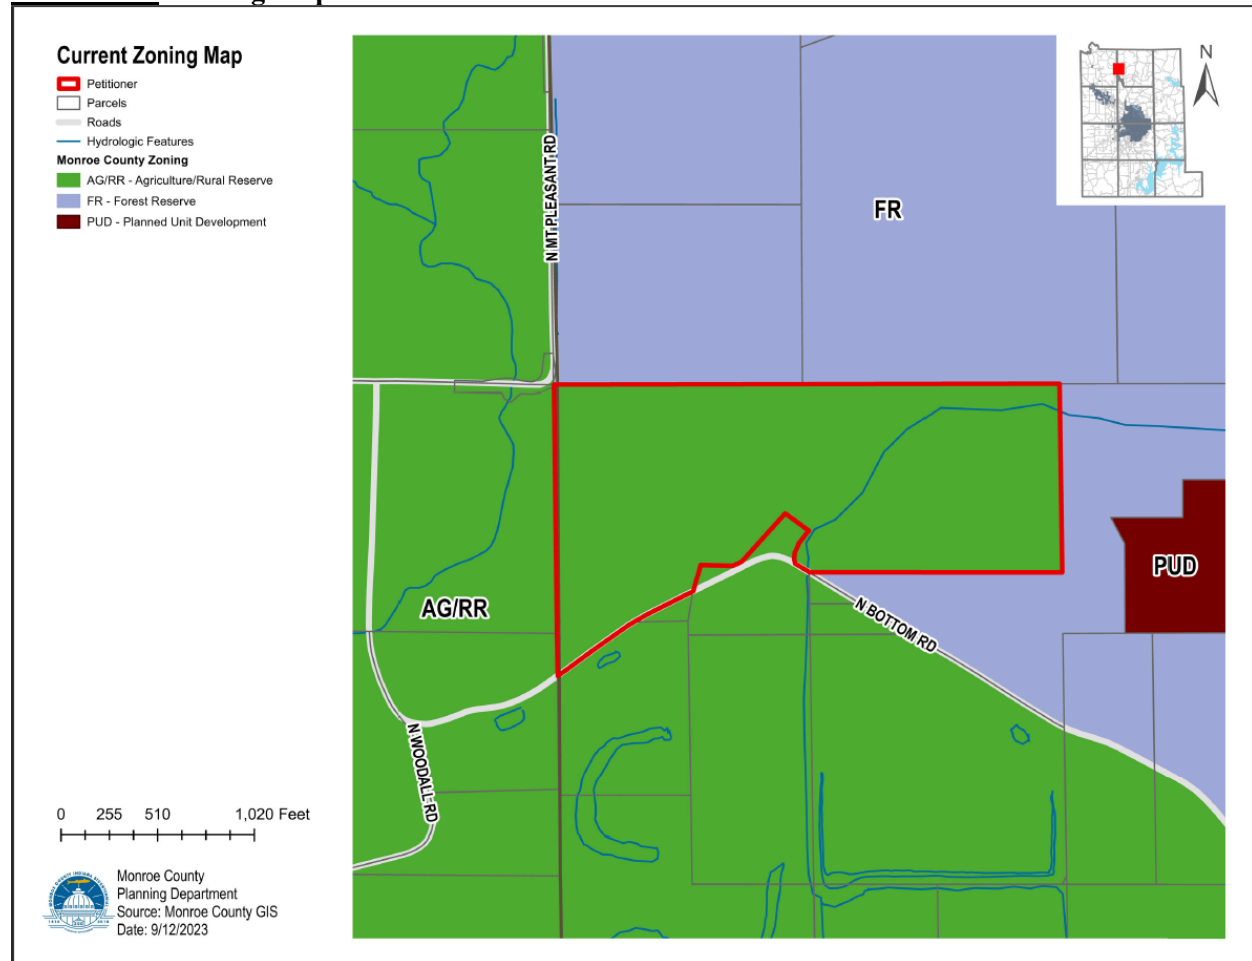 Current Zoning Map
Petitioner
Parcels
Roads
Hydrologic Features
Monroe County Zoning
AG/RR - Agriculture/Rural Reserve
FR - Forest Reserve
PUD - Planned Unit Development
N
N MT PLEASANT RD
FR
AG/RR
PUD
N BOTTOM RD
N WOODALL RD
0 255 510 1,020 Feet
Monroe County
Planning Department
Source: Monroe County GIS
Date: 9/12/2023